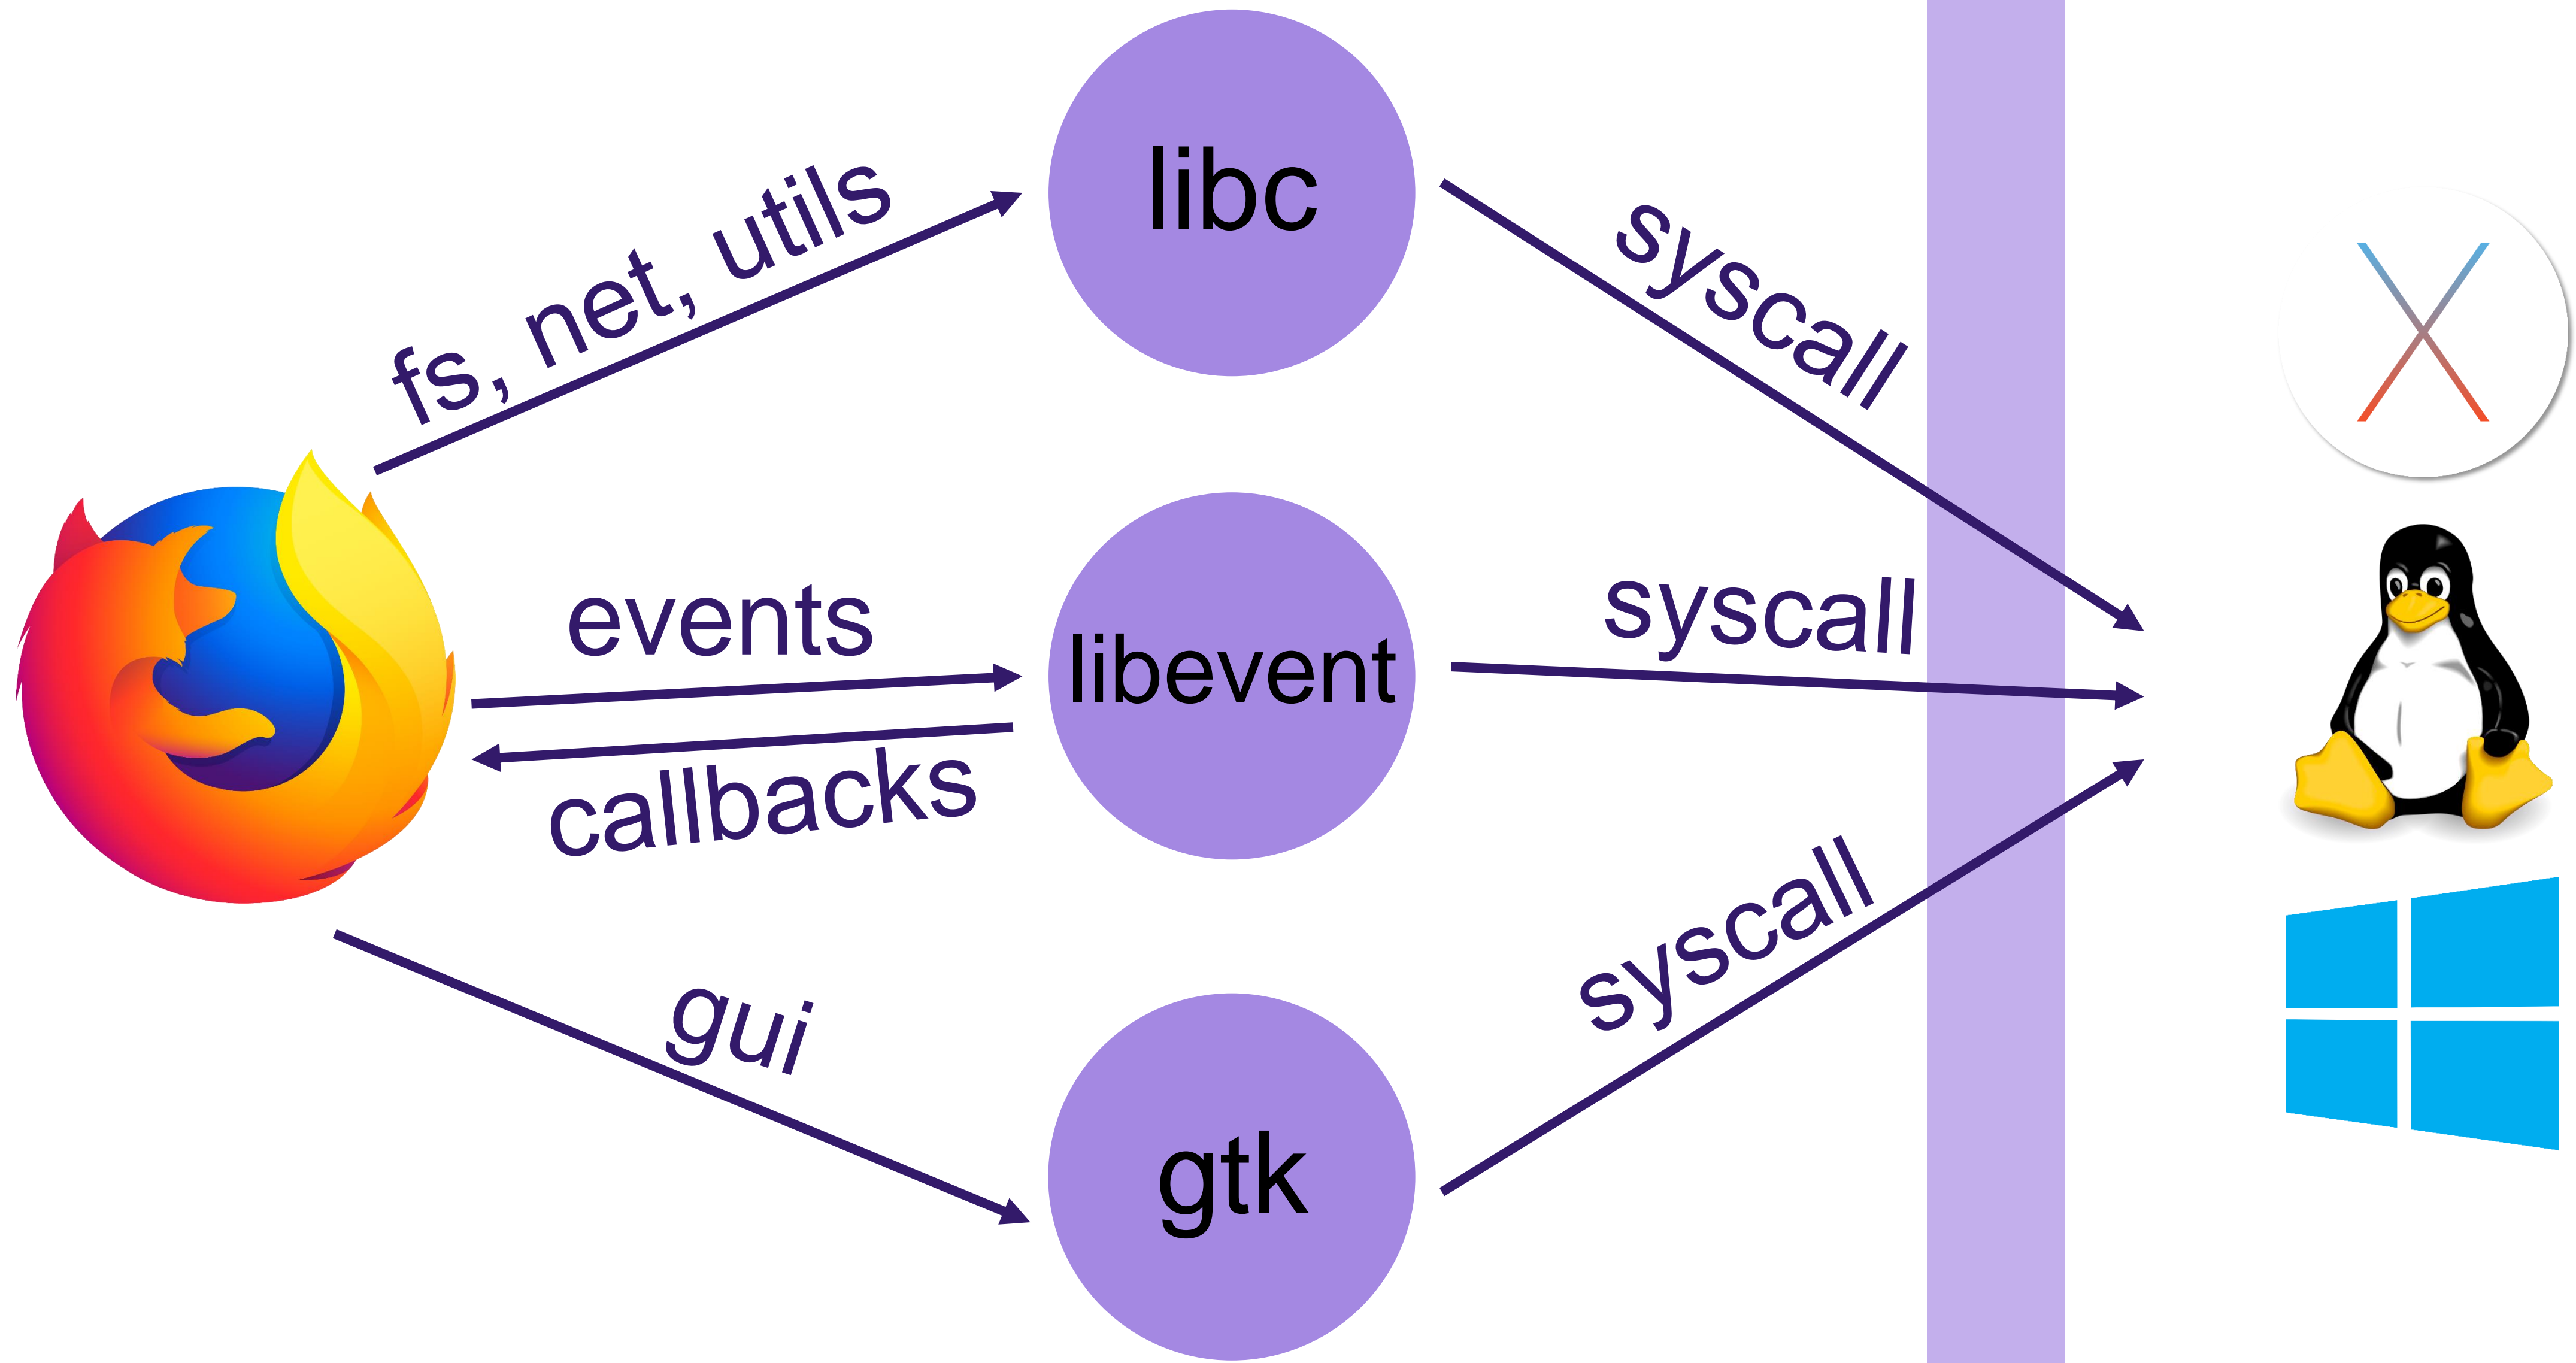 fs, net, utils
libc
syscall
events
libevent
syscall
callbacks
gui
gtk
syscall